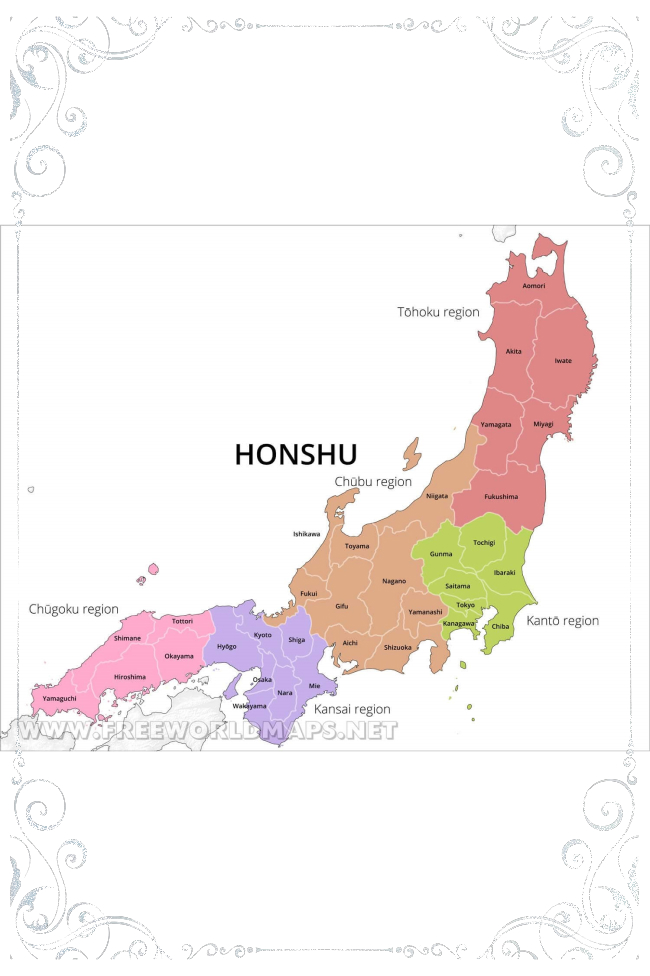 Aomori
Tōhoku region
Akita
Iwate
Yamagata
Miyagi
HONSHU
Chūbu region
Niigata
Fukushima
Ishikawa
Toyama
Tochigi
Gunma
Nagano
Ibaraki
Saitama
Fukui
Gifu
Tokyo
Chūgoku region
Yamanashi
Kanagawa
Chiba
Kantō region
Tottori
Shimane
Kyoto
Shiga
Hyōgo
Aichi
Shizuoka
Okayama
Hiroshima
Osaka
Mie
Nara
Yamaguchi
Wakayama
Kansai region
WWW.FREEWORLDMAPS.NET